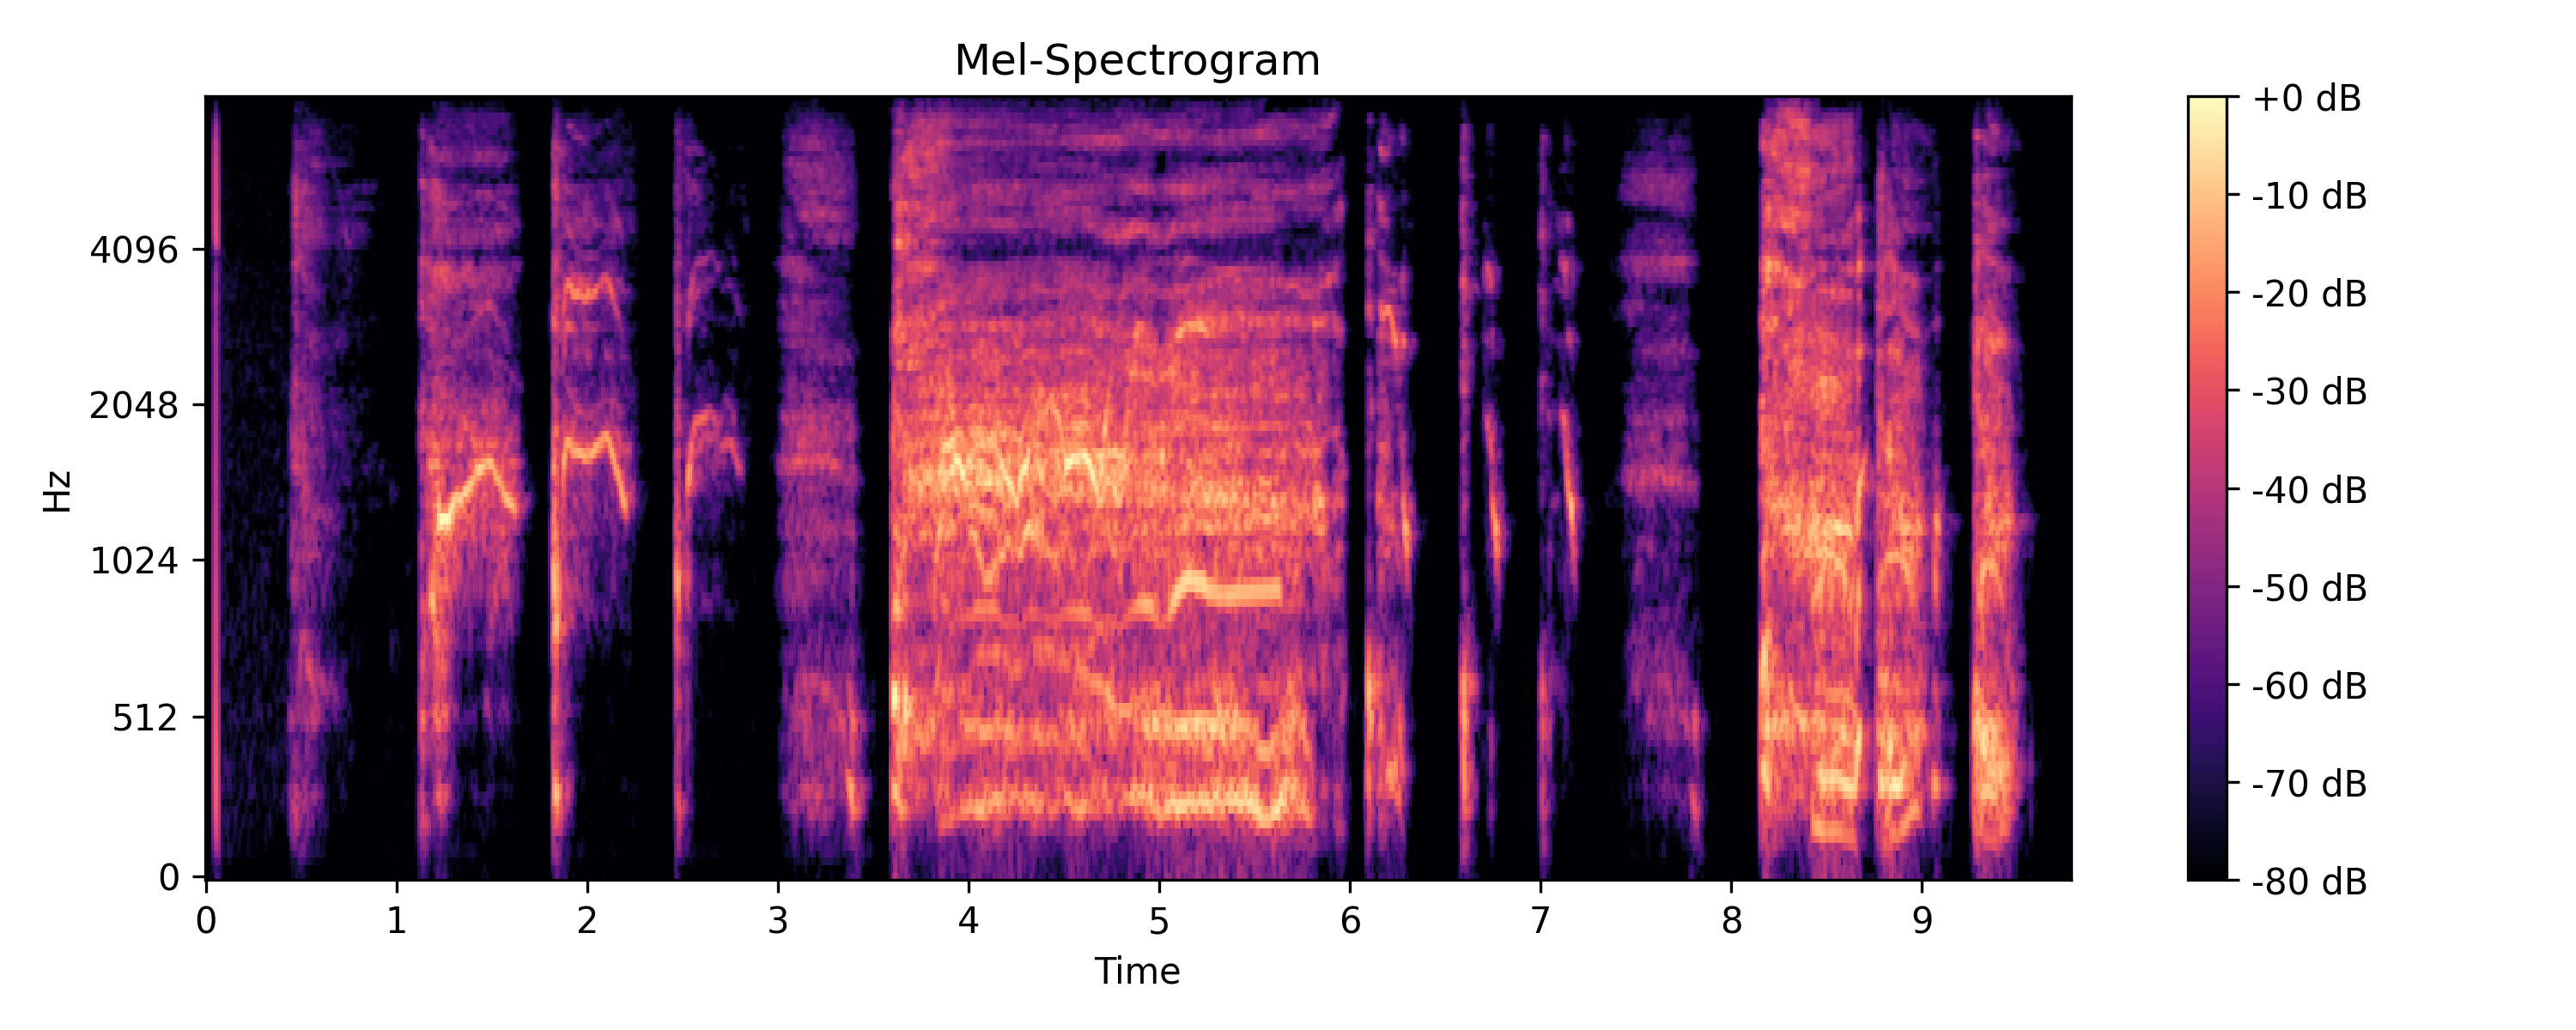 Mel-Spectrogram
+0 dB
-10 dB
-20 dB
-30 dB
-40 dB
-50 dB
-60 dB
-70 dB
-80 dB
Hz
4096
2048
1024
512
0
0 1 2 3 4 5 6 7 8 9
Time